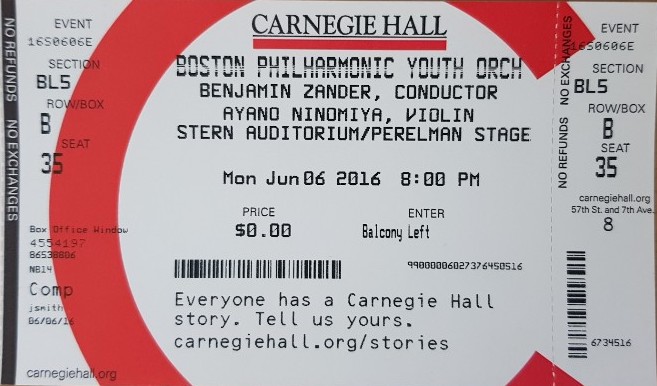 NO REFUNDS NO EXCHANGES
EVENT
1650606E
SECTION
BL5
ROW/BOX
B
SEAT
35
Box Office Window
4554197
86538806
NB14
Comp
jsmith
06/06/16
carnegiehall.org
CARNEGIE HALL
BOSTON PHILHARMONIC YOUTH ORCH
BENJAMIN ZANDER, CONDUCTOR
AYANO NINOMIYA, VIOLIN
STERN AUDITORIUM/PERELMAN STAGE
Mon Jun 06 2016 8:00 PM
PRICE
$0.00
ENTER
Balcony Left
99000006027376450516
Everyone has a Carnegie Hall
story. Tell us yours.
carnegiehall.org/stories
NO REFUNDS NO EXCHANGES
EVENT
1650606E
SECTION
BL5
ROW/BOX
B
SEAT
35
carnegiehall.org
57th St. and 7th Ave.
8
6734516